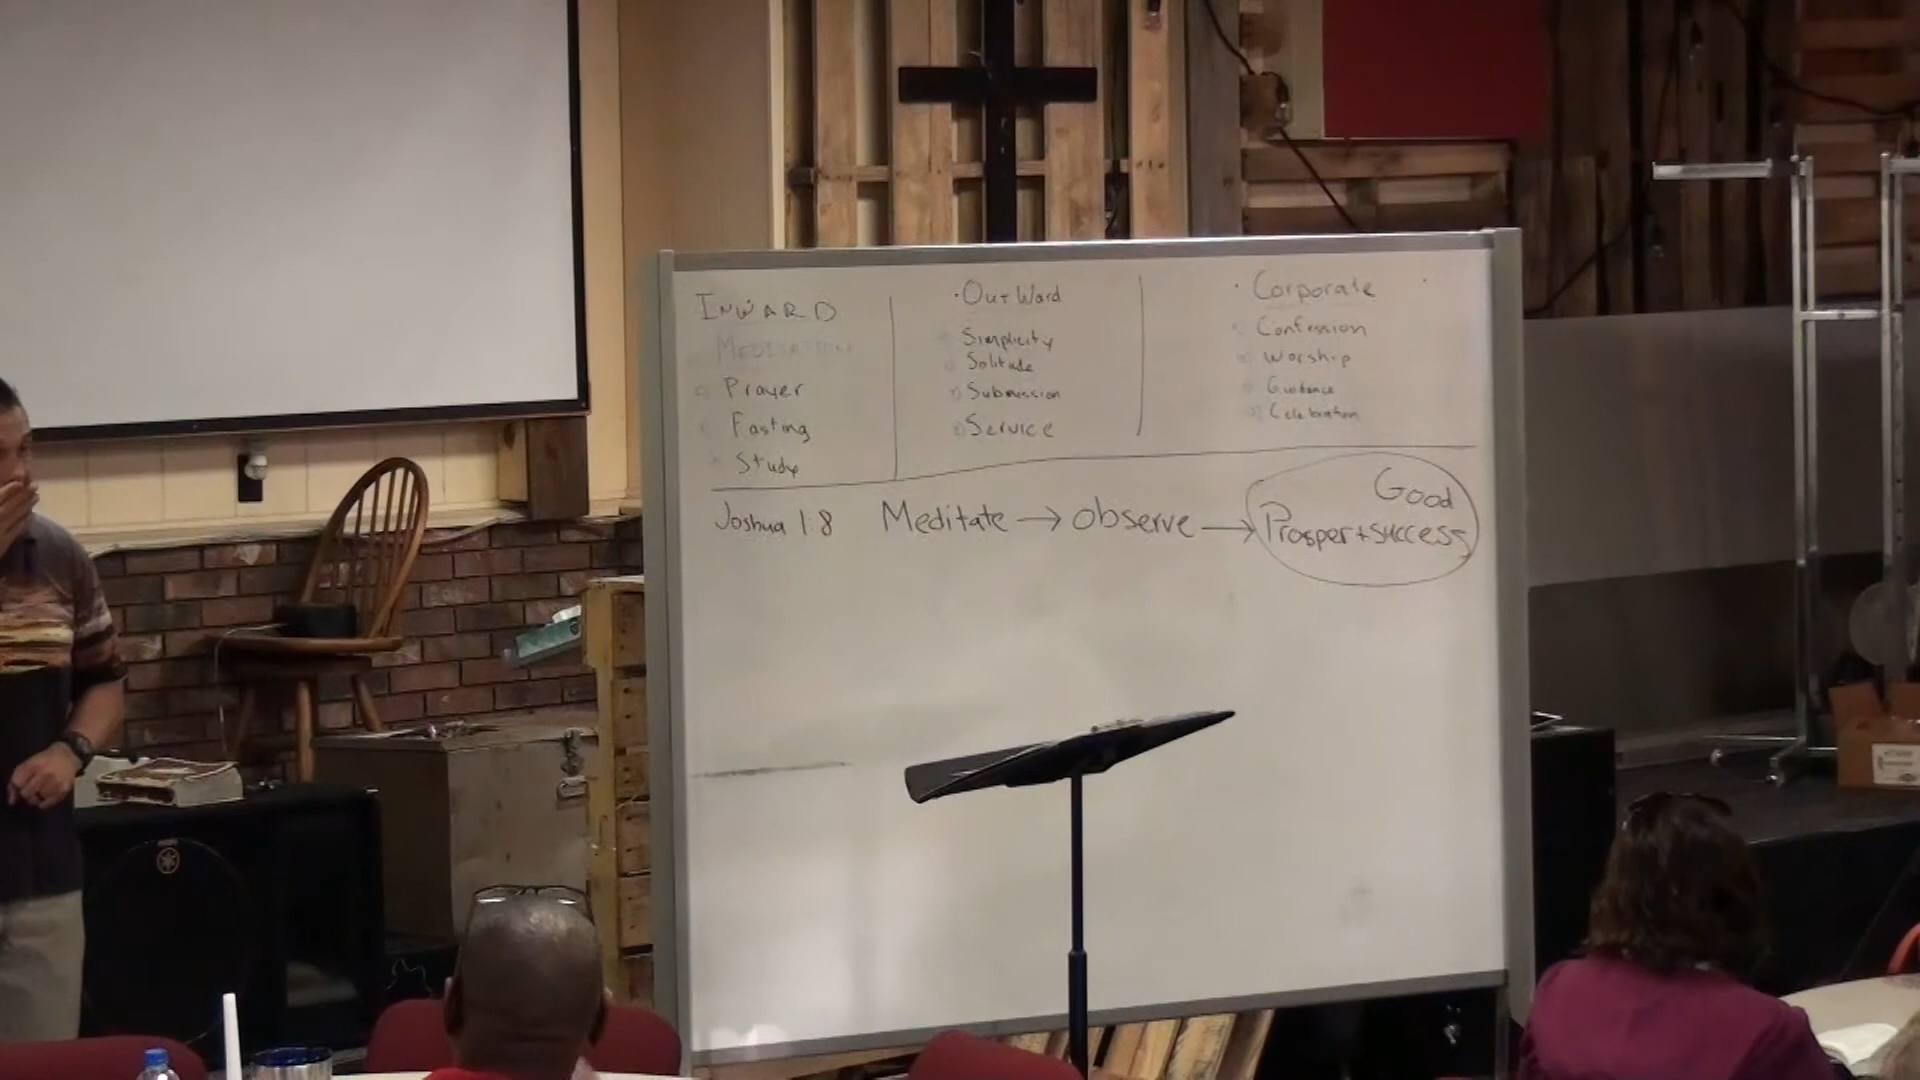 INWARD
MEDITATION
Prayer
Fasting
Study
· OutWard
Simplicity
Solitude
Submission
Service
· Corporate
Confession
Worship
Guidance
Celebration
Joshua 1:8 Meditate → observe → Good
Prosper + success